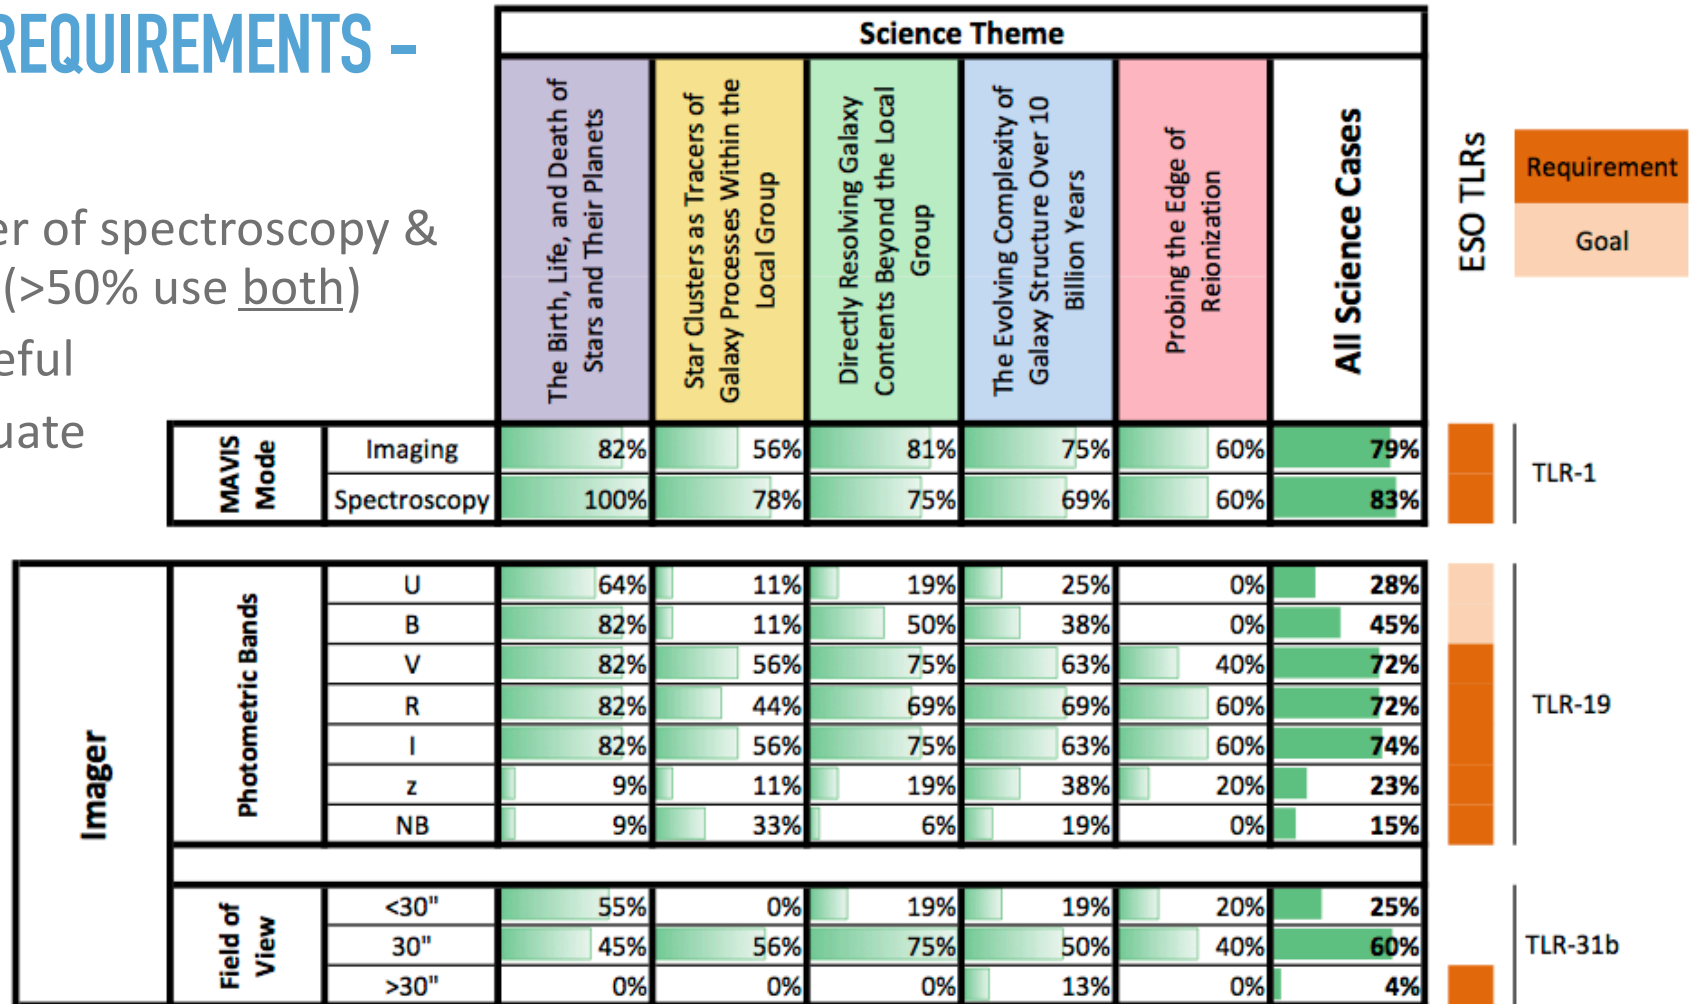 REQUIREMENTS –
er of spectroscopy &
(>50% use both)
eful
uate
Science Theme
The Birth, Life, and Death of
Stars and Their Planets
Star Clusters as Tracers of
Galaxy Processes Within the
Local Group
Directly Resolving Galaxy
Contents Beyond the Local
Group
The Evolving Complexity of
Galaxy Structure Over 10
Billion Years
Probing the Edge of
Reionization
All Science Cases
ESO TLRs
Requirement
Goal
MAVIS
Mode
Imaging 82% 56% 81% 75% 60% 79%
Spectroscopy 100% 78% 75% 69% 60% 83%
TLR-1
Imager
Photometric Bands
U 64% 11% 19% 25% 0% 28%
B 82% 11% 50% 38% 0% 45%
V 82% 56% 75% 63% 40% 72%
R 82% 44% 69% 69% 60% 72%
I 82% 56% 75% 63% 60% 74%
z 9% 11% 19% 38% 20% 23%
NB 9% 33% 6% 19% 0% 15%
TLR-19
Field of
View
<30" 55% 0% 19% 19% 20% 25%
30" 45% 56% 75% 50% 40% 60%
>30" 0% 0% 0% 13% 0% 4%
TLR-31b